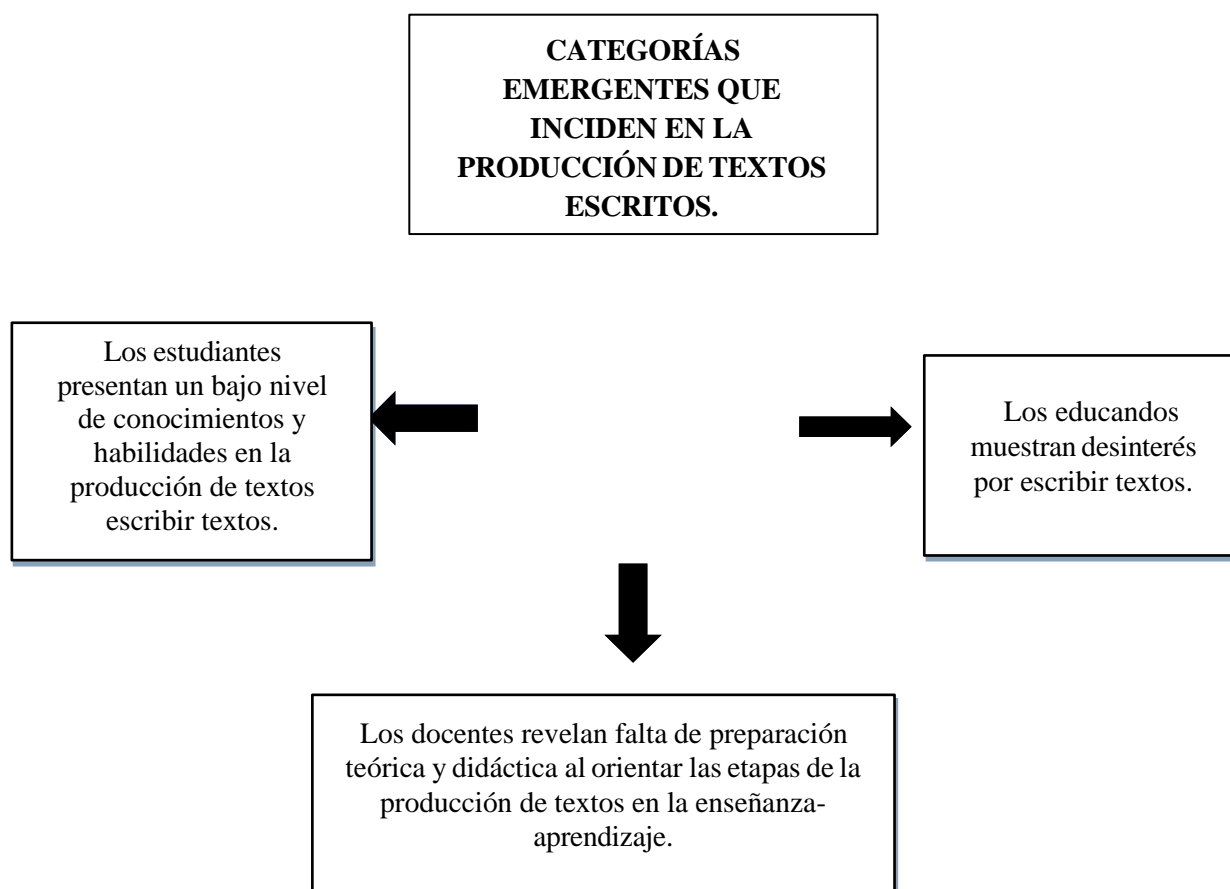 CATEGORÍAS
EMERGENTES QUE
INCIDEN EN LA
PRODUCCIÓN DE TEXTOS
ESCRITOS.
Los estudiantes
presentan un bajo nivel
de conocimientos y
habilidades en la
producción de textos
escribir textos.
Los educandos
muestran desinterés
por escribir textos.
Los docentes revelan falta de preparación
teórica y didáctica al orientar las etapas de la
producción de textos en la enseñanza-
aprendizaje.